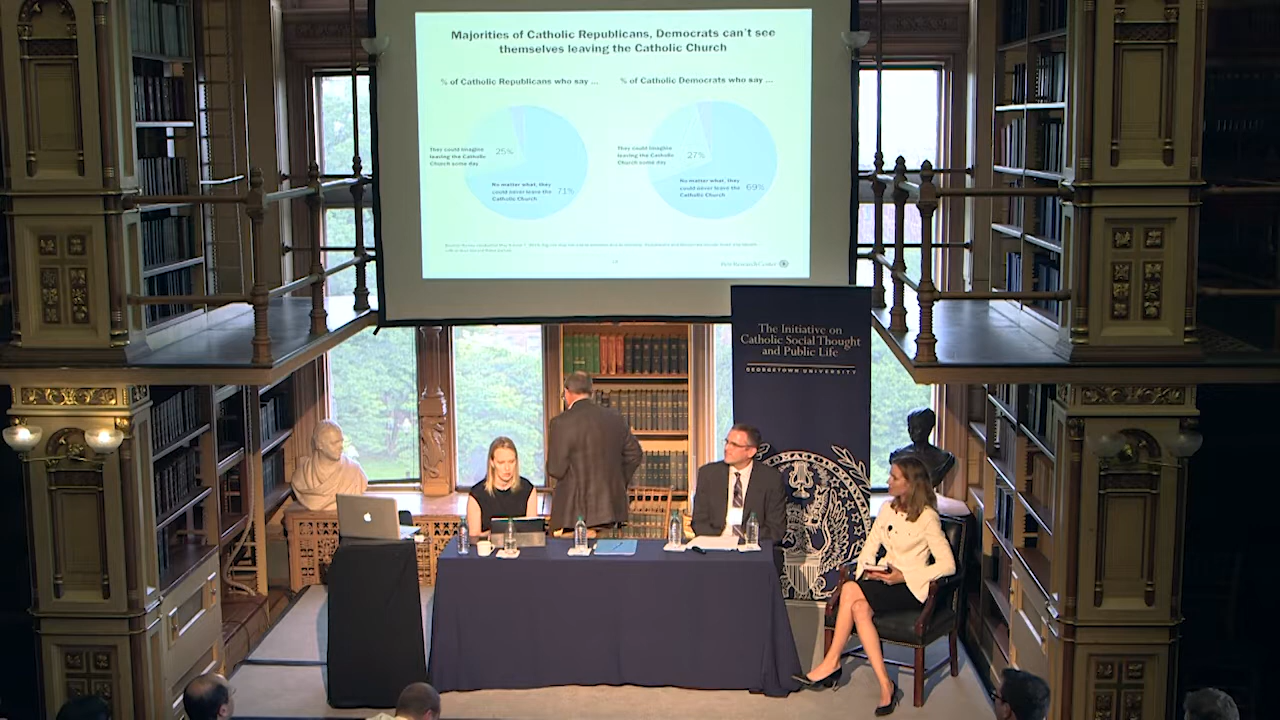 Majorities of Catholic Republicans, Democrats can't see
themselves leaving the Catholic Church
% of Catholic Republicans who say ...
% of Catholic Democrats who say ...
They could imagine
leaving the Catholic
Church some day
25%
No matter what, they
could never leave the
Catholic Church
71%
They could imagine
leaving the Catholic
Church some day
27%
No matter what, they
could never leave the
Catholic Church
69%
Pew Research Center
The Initiative on
Catholic Social Thought
and Public Life
GEORGETOWN UNIVERSITY